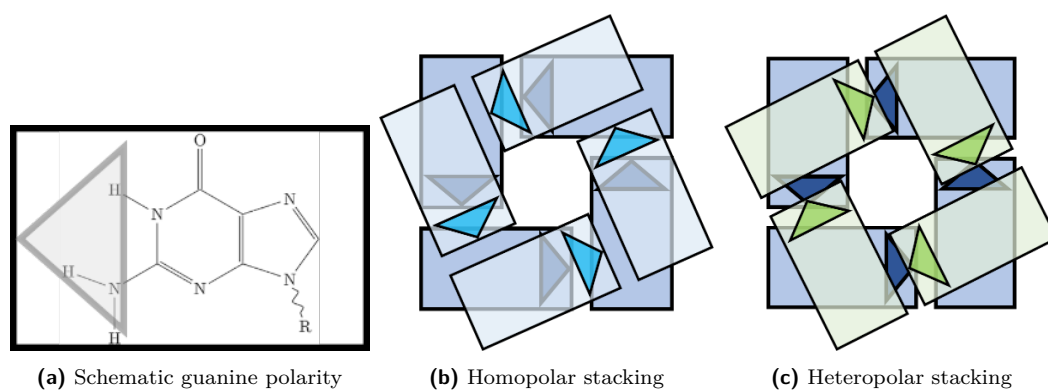 O
H
N
N
H
N
N
N
R
H
(a) Schematic guanine polarity
(b) Homopolar stacking
(c) Heteropolar stacking